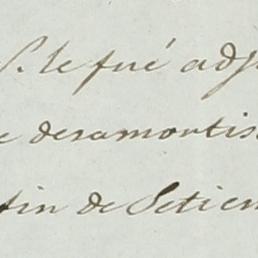 S. le fué adj
e desamortis
tin de Setiem